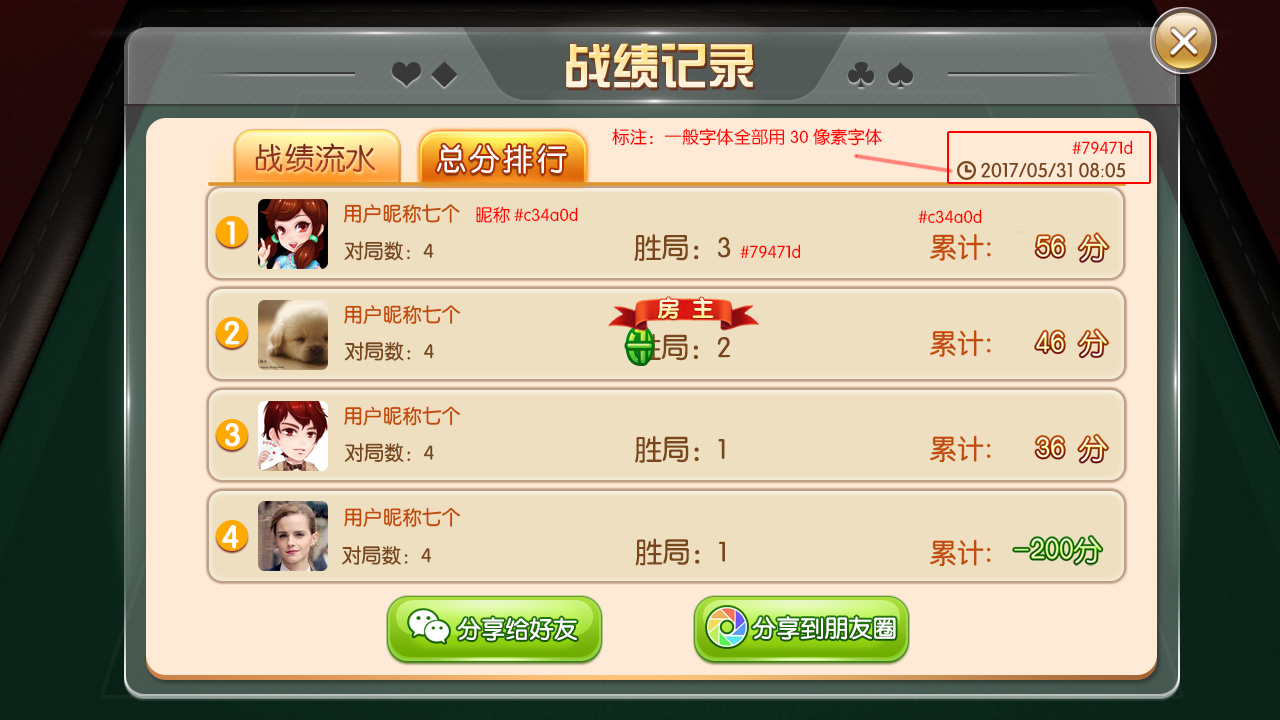 战绩记录
战绩流水
总分排行
标注：一般字体全部用 30 像素字体
#79471d
2017/05/31 08:05
1
用户昵称七个 昵称 #c34a0d
#c34a0d
对局数：4
胜局：3 #79471d
累计： 56 分
房 主
2
用户昵称七个
对局数：4
局：2
累计： 46 分
3
用户昵称七个
对局数：4
胜局：1
累计： 36 分
4
用户昵称七个
对局数：4
胜局：1
累计： -200分
分享给好友
分享到朋友圈